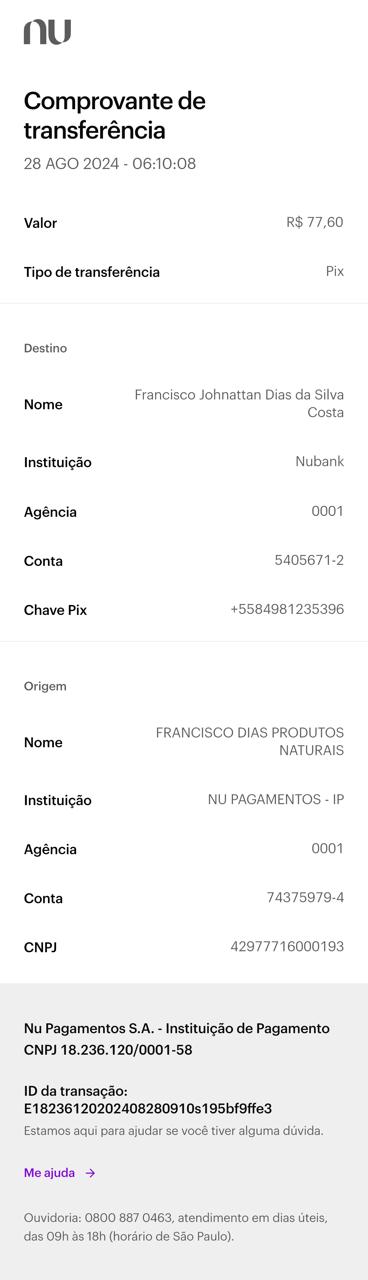 nu
Comprovante de
transferência
28 AGO 2024 - 06:10:08
Valor R$ 77,60
Tipo de transferência Pix
Destino
Nome Francisco Johnattan Dias da Silva
Costa
Instituição Nubank
Agência 0001
Conta 5405671-2
Chave Pix +5584981235396
Origem
Nome FRANCISCO DIAS PRODUTOS
NATURAIS
Instituição NU PAGAMENTOS - IP
Agência 0001
Conta 74375979-4
CNPJ 42977716000193
Nu Pagamentos S.A. - Instituição de Pagamento
CNPJ 18.236.120/0001-58
ID da transação:
E18236120202408280910s195bf9ffe3
Estamos aqui para ajudar se você tiver alguma dúvida.
Me ajuda →
Ouvidoria: 0800 887 0463, atendimento em dias úteis,
das 09h às 18h (horário de São Paulo).